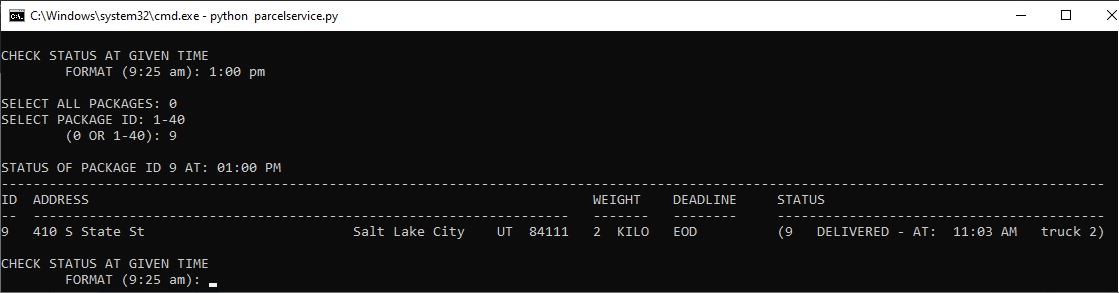 C:\Windows\system32\cmd.exe - python  parcelservice.py
CHECK STATUS AT GIVEN TIME
        FORMAT (9:25 am): 1:00 pm
SELECT ALL PACKAGES: 0
SELECT PACKAGE ID: 1-40
        (0 OR 1-40): 9
STATUS OF PACKAGE ID 9 AT: 01:00 PM
------------------------------------------------------------------------------------------------------------------------------------------
ID  ADDRESS                                                               WEIGHT    DEADLINE     STATUS
--  -------------------------------------------------------------------   ------    --------     -----------------------------------------
9   410 S State St                          Salt Lake City    UT  84111   2  KILO   EOD          (9   DELIVERED - AT:  11:03 AM   truck 2)
CHECK STATUS AT GIVEN TIME
        FORMAT (9:25 am):